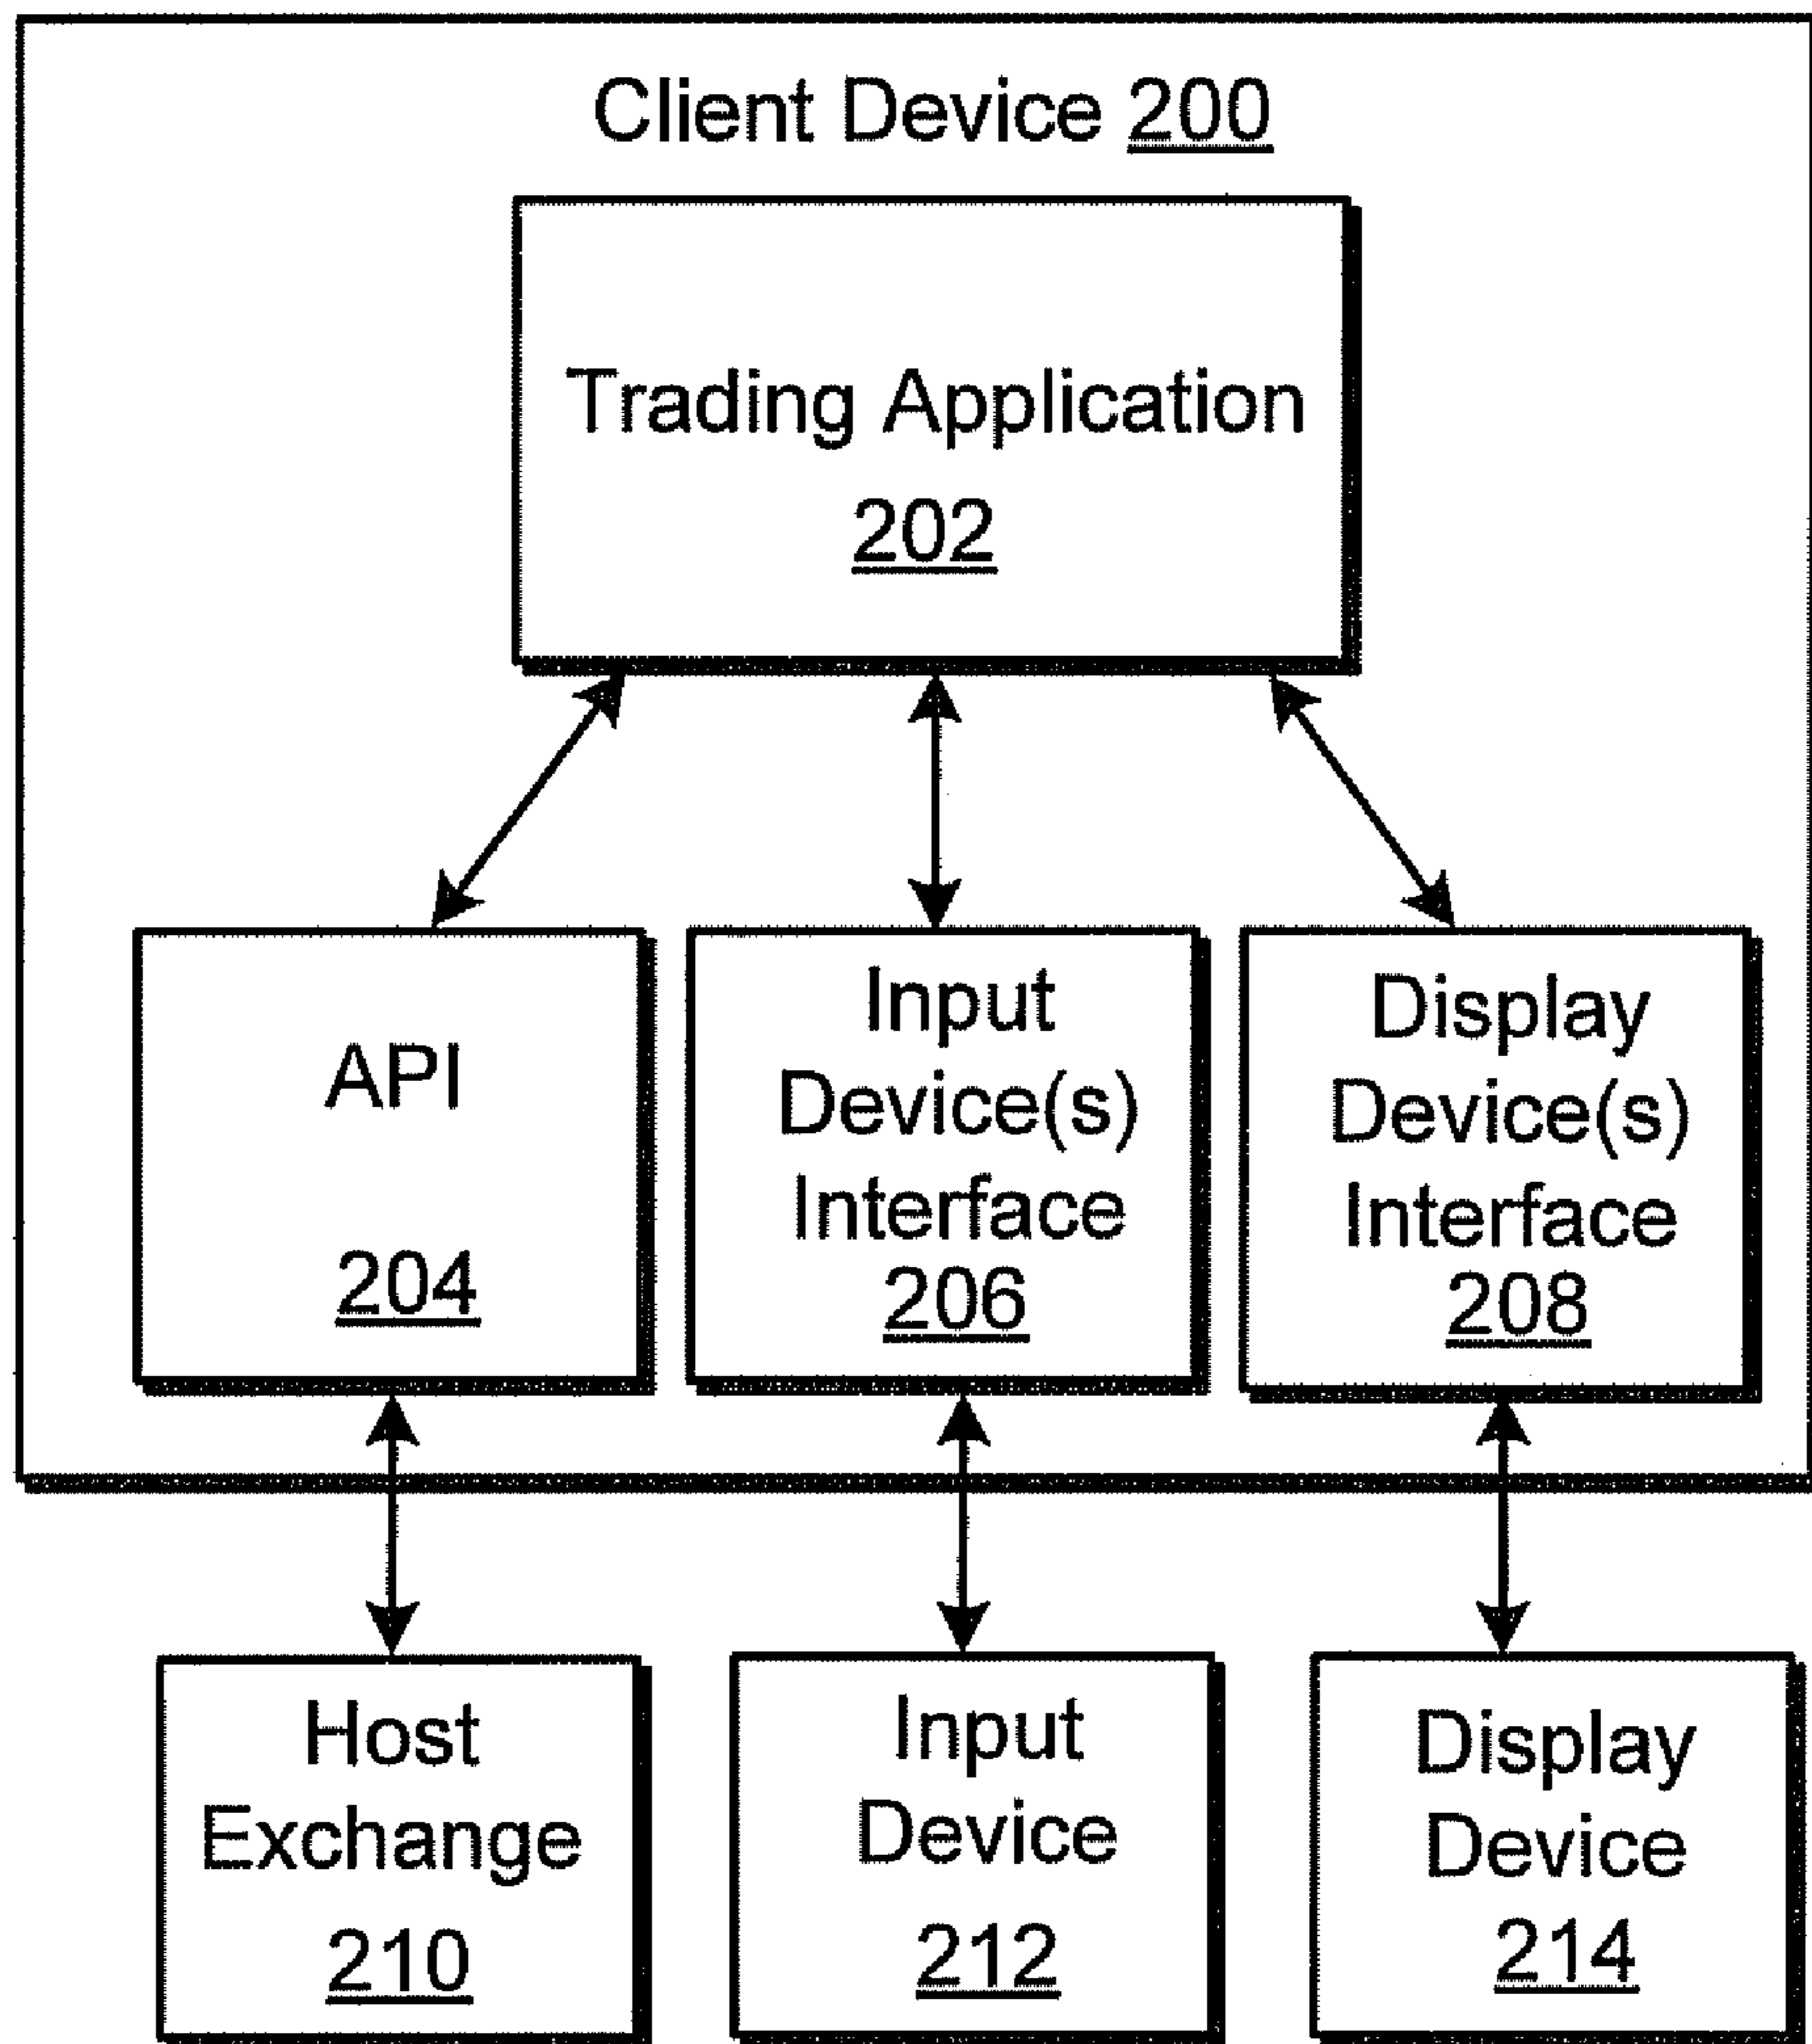 Client Device 200
Trading Application
202
API
204
Input
Device(s)
Interface
206
Display
Device(s)
Interface
208
Host
Exchange
210
Input
Device
212
Display
Device
214